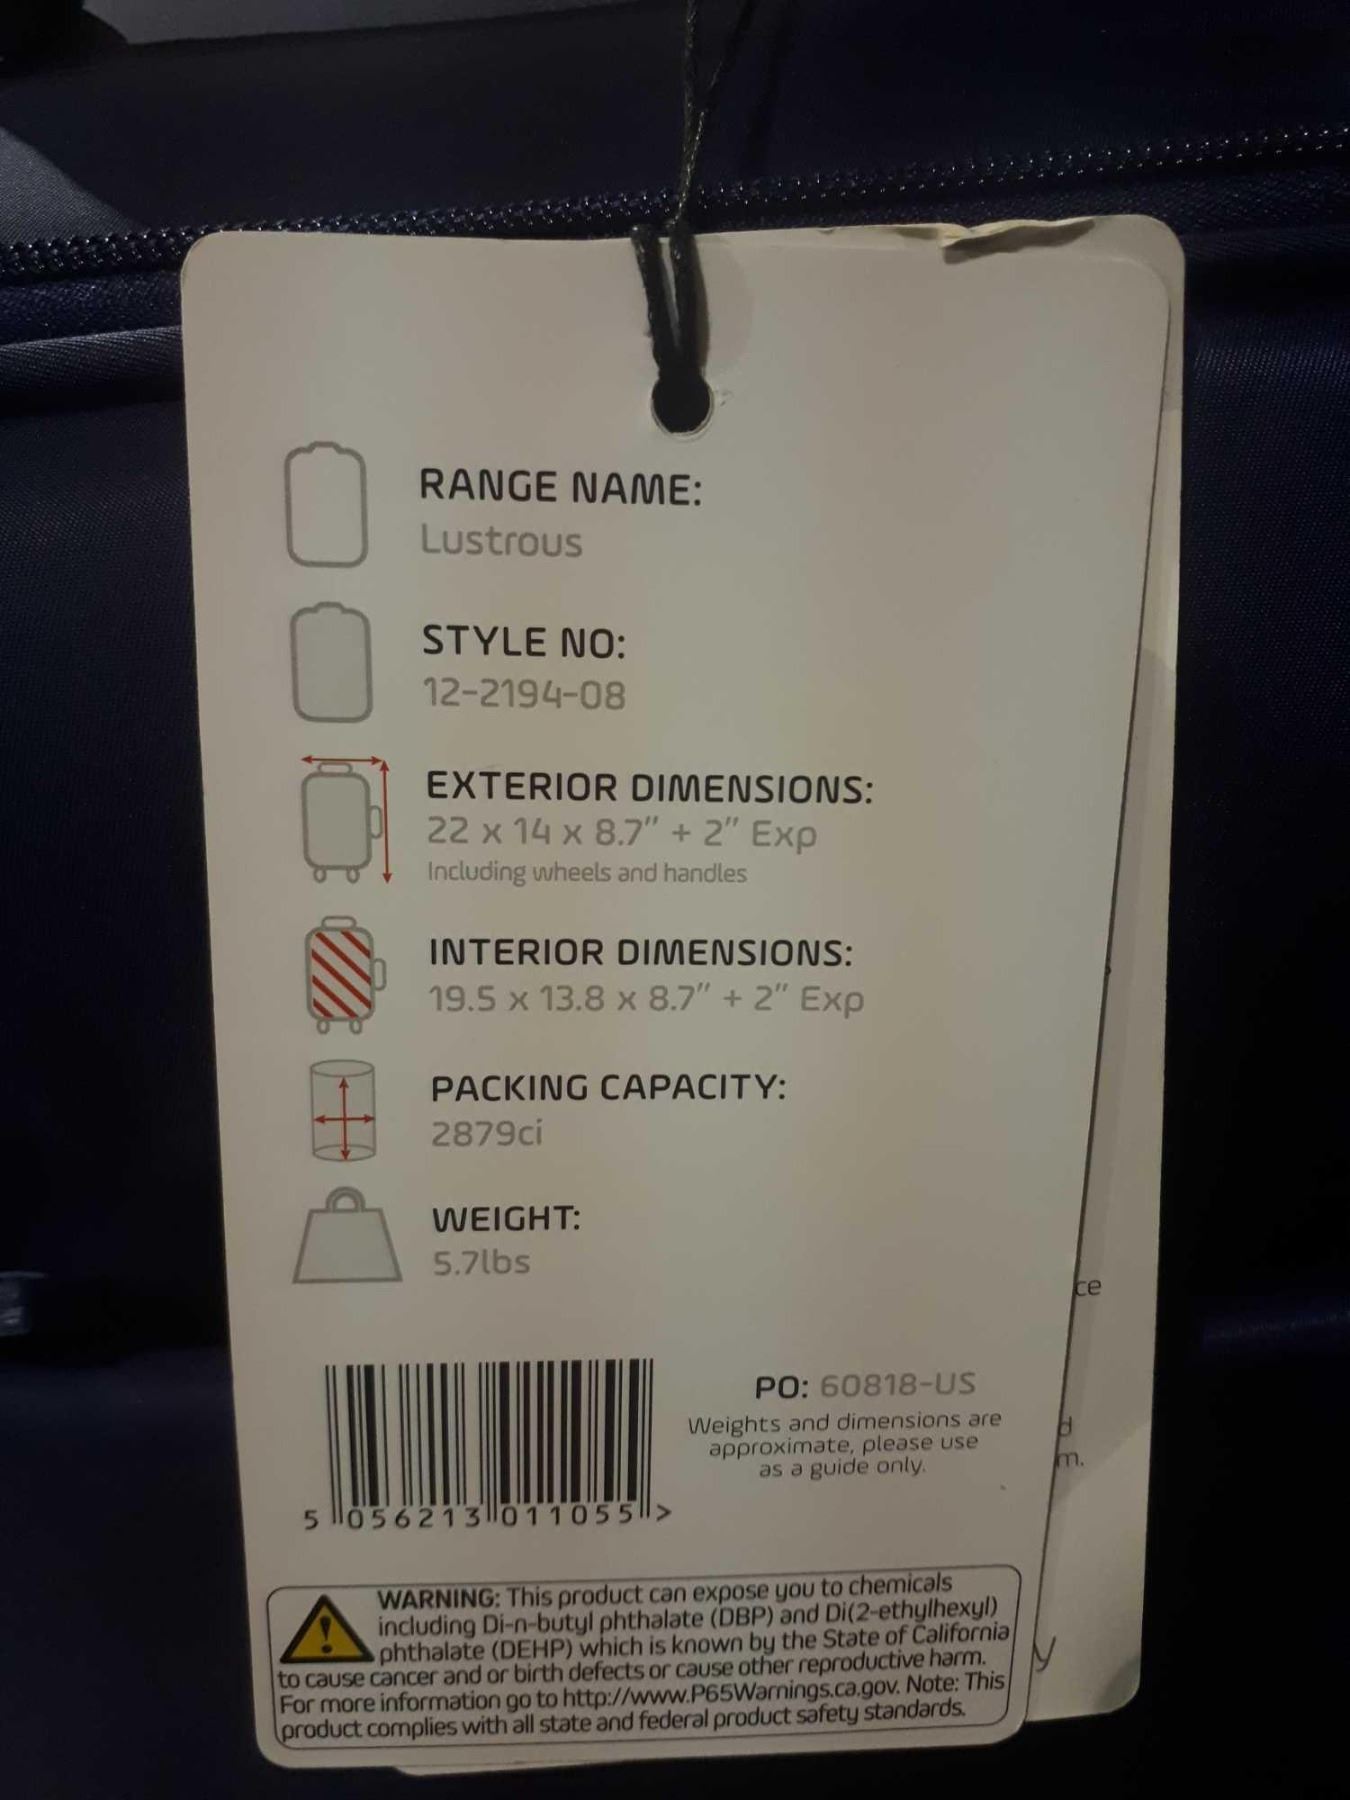 RANGE NAME:
Lustrous
STYLE NO:
12-2194-08
EXTERIOR DIMENSIONS:
22 x 14 x 8.7" + 2" Exp
Including wheels and handles
INTERIOR DIMENSIONS:
19.5 x 13.8 x 8.7" + 2" Exp
PACKING CAPACITY:
2879ci
WEIGHT:
5.7lbs
ce
PO: 60818-US
Weights and dimensions are
approximate, please use
as a guide only.
d
m.
5 056213 011055 >
WARNING: This product can expose you to chemicals
including Di-n-butyl phthalate (DBP) and Di(2-ethylhexyl)
phthalate (DEHP) which is known by the State of California
to cause cancer and or birth defects or cause other reproductive harm.
For more information go to http://www.P65Warnings.ca.gov. Note: This
product complies with all state and federal product safety standards.
y